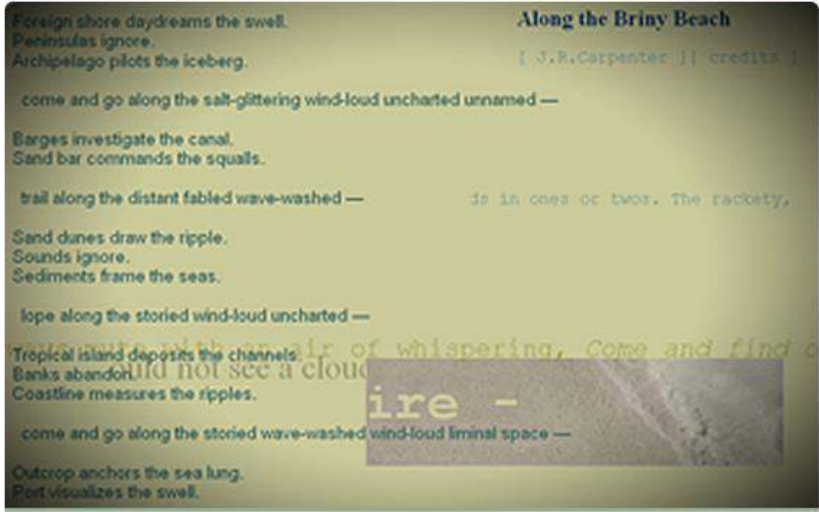 Foreign shore daydreams the swell.
Peninsulas ignore.
Archipelago pilots the iceberg.
come and go along the salt-glittering wind-loud uncharted unnamed —
Barges investigate the canal.
Sand bar commands the squalls.
trail along the distant fabled wave-washed —
Sand dunes draw the ripple.
Sounds ignore.
Sediments frame the seas.
lope along the storied wind-loud uncharted —
Tropical island deposits the channels.
Banks abandon.
Coastline measures the ripples.
come and go along the storied wave-washed wind-loud liminal space —
Outcrop anchors the sea lung.
Port visualizes the swell.
Along the Briny Beach
[ J.R.Carpenter ][ credits ]
ds in ones or twos. The rackety,
mute with an air of whispering, Come and find o
ould not see a cloud
ire -